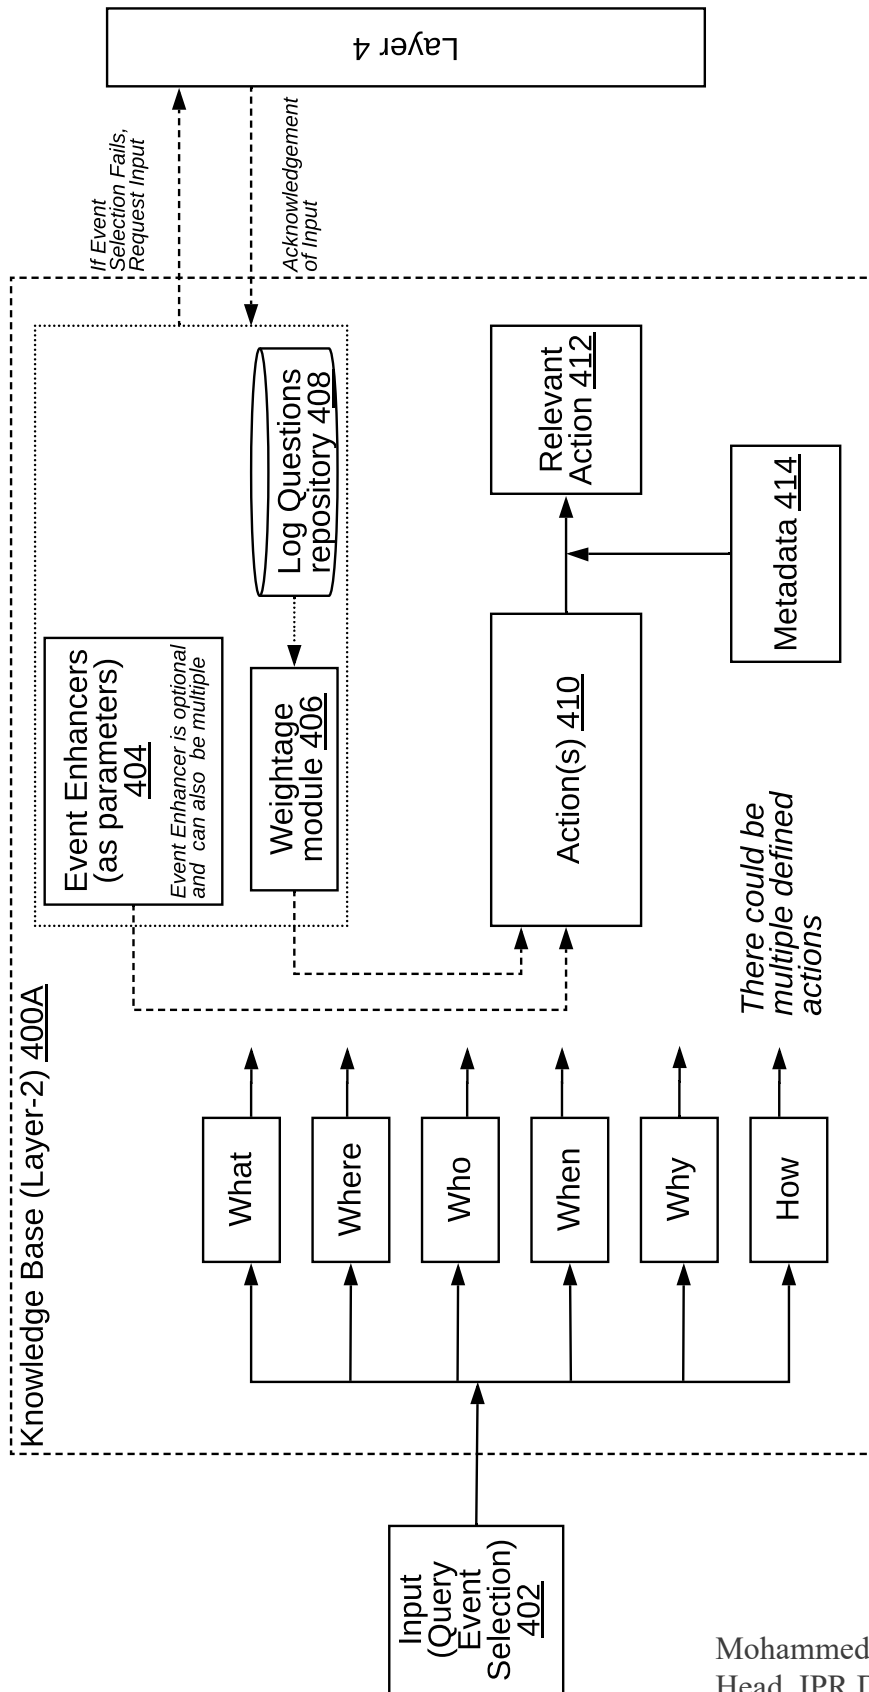 Knowledge Base (Layer-2) 400A
Input
(Query
Event
Selection)
402
What
Where
Who
When
Why
How
Event Enhancers
(as parameters)
404
Event Enhancer is optional
and can also be multiple
Weightage
module 406
Log Questions
repository 408
Action(s) 410
There could be
multiple defined
actions
Relevant
Action 412
Metadata 414
If Event
Selection Fails,
Request Input
Acknowledgement
of Input
Layer 4
Mohammed
Head, IPR